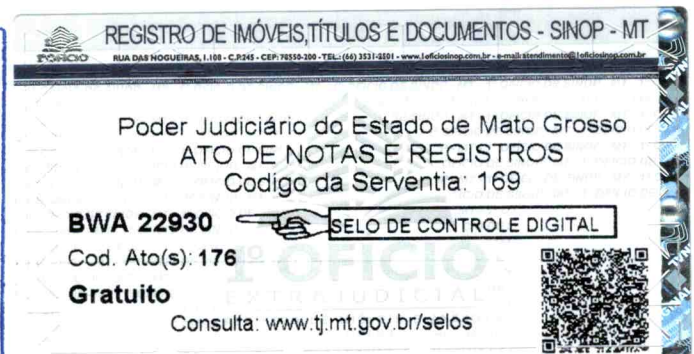 REGISTRO DE IMÓVEIS,TÍTULOS E DOCUMENTOS - SINOP - MT
1º OFÍCIO
RUA DAS NOGUEIRAS, 1.108 - C.P.245 - CEP: 78550-200 - TEL.: (66) 3531-2501 - www.1oficiosinop.com.br - e-mail:atendimento@1oficiosinop.com.br
Poder Judiciário do Estado de Mato Grosso
ATO DE NOTAS E REGISTROS
Codigo da Serventia: 169
BWA 22930 SELO DE CONTROLE DIGITAL
Cod. Ato(s): 176
1º OFÍCIO
Gratuito
EXTRAJUDICIAL
Consulta: www.tj.mt.gov.br/selos